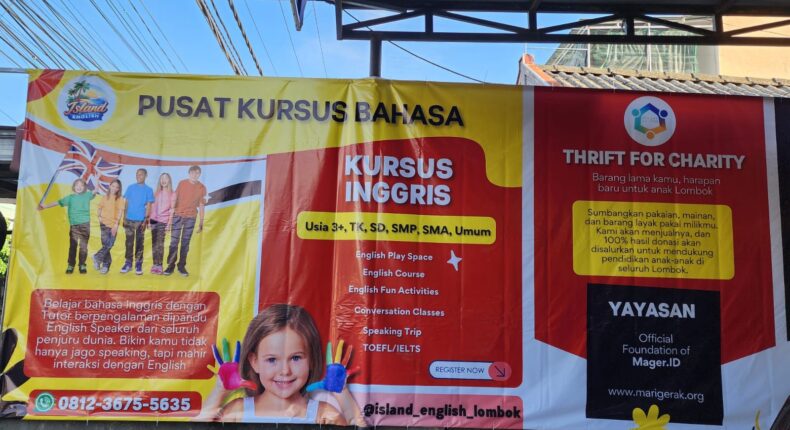 Island
ENGLISH
PUSAT KURSUS BAHASA
KURSUS
INGGRIS
Usia 3+, TK, SD, SMP, SMA, Umum
English Play Space
English Course
English Fun Activities
Conversation Classes
Speaking Trip
TOEFL/IELTS
REGISTER NOW
Belajar bahasa Inggris dengan
Tutor berpengalaman dipandu
English Speaker dari seluruh
penjuru dunia. Bikin kamu tidak
hanya jago speaking, tapi mahir
interaksi dengan English
0812-3675-5635
@island_english_lombok
THRIFT FOR CHARITY
Barang lama kamu, harapan
baru untuk anak Lombok
Sumbangkan pakaian, mainan,
dan barang layak pakai milikmu.
Kami akan menjualnya, dan
100% hasil donasi akan
disalurkan untuk mendukung
pendidikan anak-anak di
seluruh Lombok.
YAYASAN
Official
Foundation of
Mager.ID
www.marigerak.org